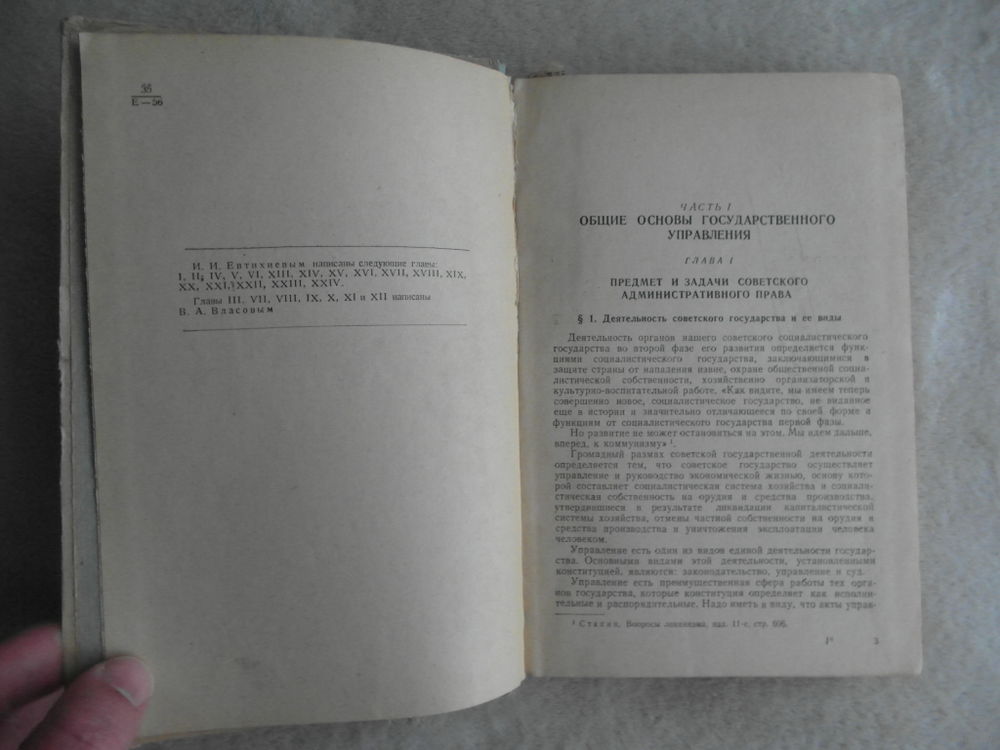 35
Е — 56
И. И. Евтихиевым написаны следующие главы:
I, II, IV, V, VI, XIII, XIV, XV, XVI, XVII, XVIII, XIX,
XX, XXI, XXII, XXIII, XXIV.
Главы III, VII, VIII, IX, X, XI и XII написаны
В. А. Власовым
ЧАСТЬ I
ОБЩИЕ ОСНОВЫ ГОСУДАРСТВЕННОГО
УПРАВЛЕНИЯ
ГЛАВА I
ПРЕДМЕТ И ЗАДАЧИ СОВЕТСКОГО
АДМИНИСТРАТИВНОГО ПРАВА
§ 1. Деятельность советского государства и ее виды
Деятельность органов нашего советского социалистического
государства во второй фазе его развития определяется функ-
циями социалистического государства, заключающимися в
защите страны от нападения извне, охране общественной социа-
листической собственности, хозяйственно организаторской и
культурно-воспитательной работе. «Как видите, мы имеем теперь
совершенно новое, социалистическое государство, не виданное
еще в истории и значительно отличающееся по своей форме и
функциям от социалистического государства первой фазы.
Но развитие не может остановиться на этом. Мы идем дальше,
вперед, к коммунизму» ¹.
Громадный размах советской государственной деятельности
определяется тем, что советское государство осуществляет
управление и руководство экономической жизнью, основу кото-
рой составляет социалистическая система хозяйства и социали-
стическая собственность на орудия и средства производства,
утвердившиеся в результате ликвидации капиталистической
системы хозяйства, отмены частной собственности на орудия и
средства производства и уничтожения эксплоатации человека
человеком.
Управление есть один из видов единой деятельности государ-
ства. Основными видами этой деятельности, установленными
конституцией, являются: законодательство, управление и суд.
Управление есть преимущественная сфера работы тех орга-
нов государства, которые конституция определяет как исполни-
тельные и распорядительные. Надо иметь в виду, что акты управ-
¹ Сталин, Вопросы ленинизма, изд. 11-е, стр. 606.
1* 3